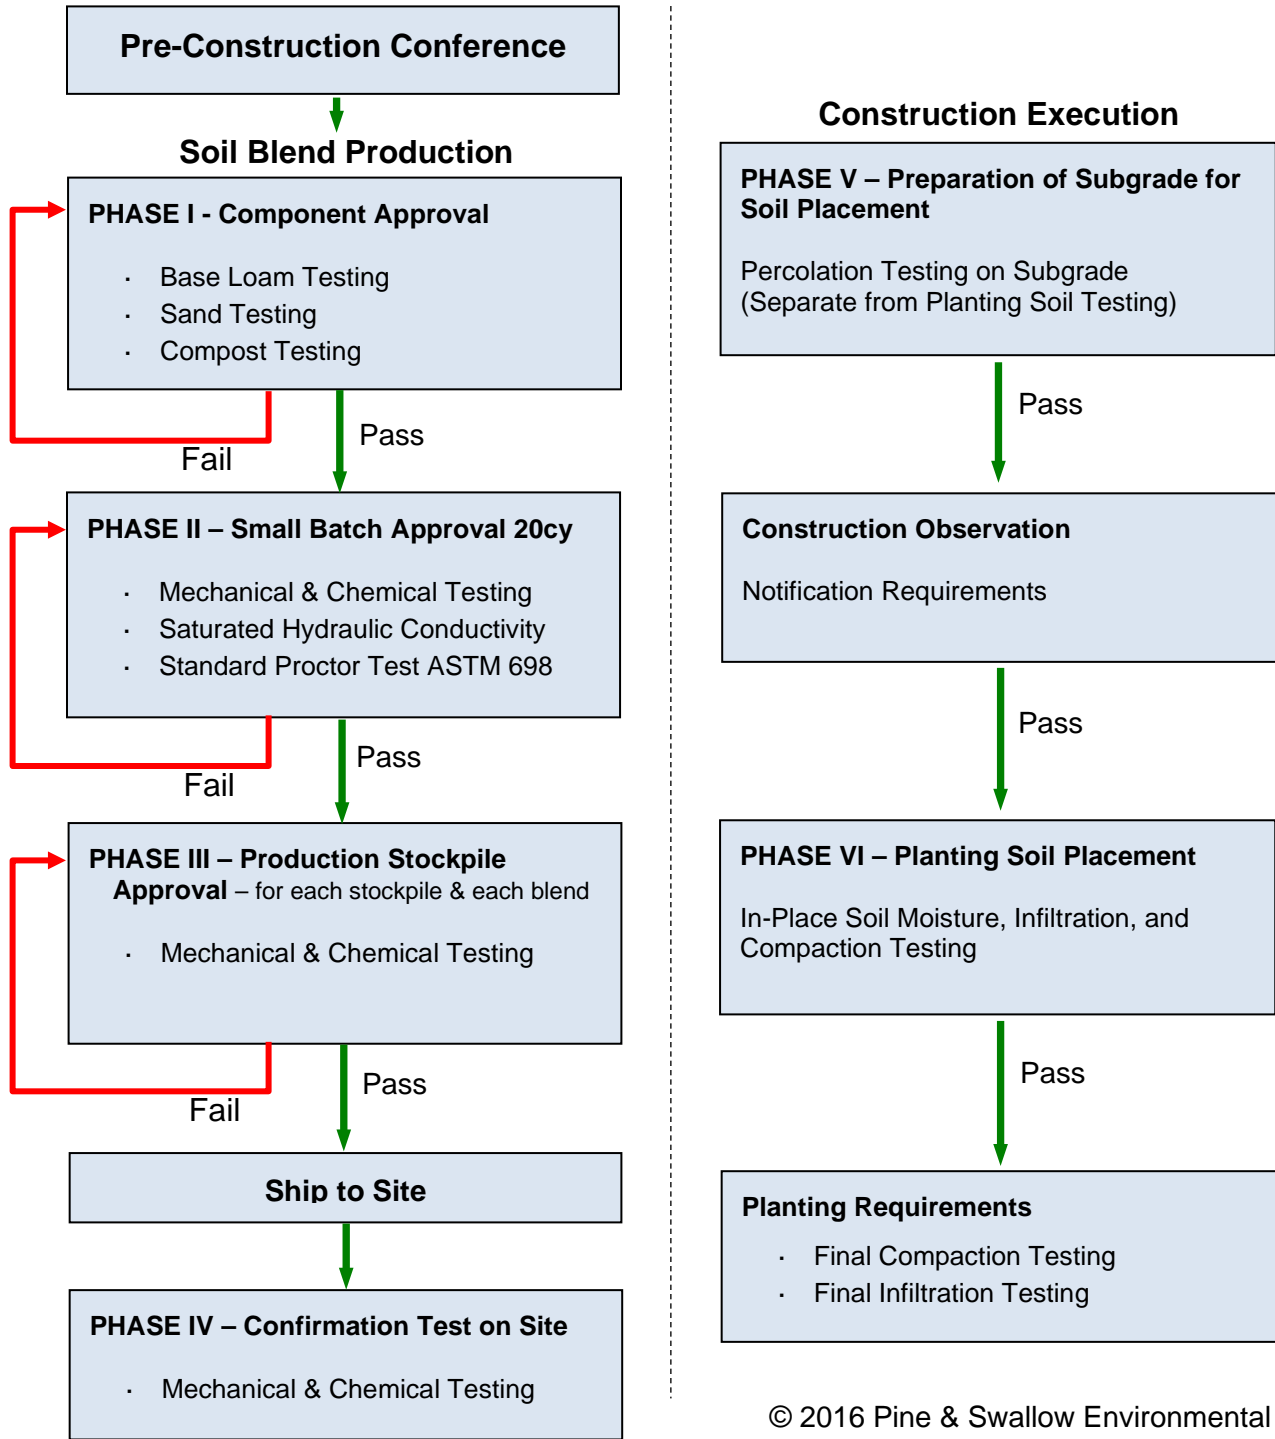 Pre-Construction Conference
Soil Blend Production
PHASE I - Component Approval
· Base Loam Testing
· Sand Testing
· Compost Testing
Pass
Fail
PHASE II – Small Batch Approval 20cy
· Mechanical & Chemical Testing
· Saturated Hydraulic Conductivity
· Standard Proctor Test ASTM 698
Pass
Fail
PHASE III – Production Stockpile
Approval – for each stockpile & each blend
· Mechanical & Chemical Testing
Pass
Fail
Ship to Site
PHASE IV – Confirmation Test on Site
· Mechanical & Chemical Testing
Construction Execution
PHASE V – Preparation of Subgrade for
Soil Placement
Percolation Testing on Subgrade
(Separate from Planting Soil Testing)
Pass
Construction Observation
Notification Requirements
Pass
PHASE VI – Planting Soil Placement
In-Place Soil Moisture, Infiltration, and
Compaction Testing
Pass
Planting Requirements
· Final Compaction Testing
· Final Infiltration Testing
© 2016 Pine & Swallow Environmental